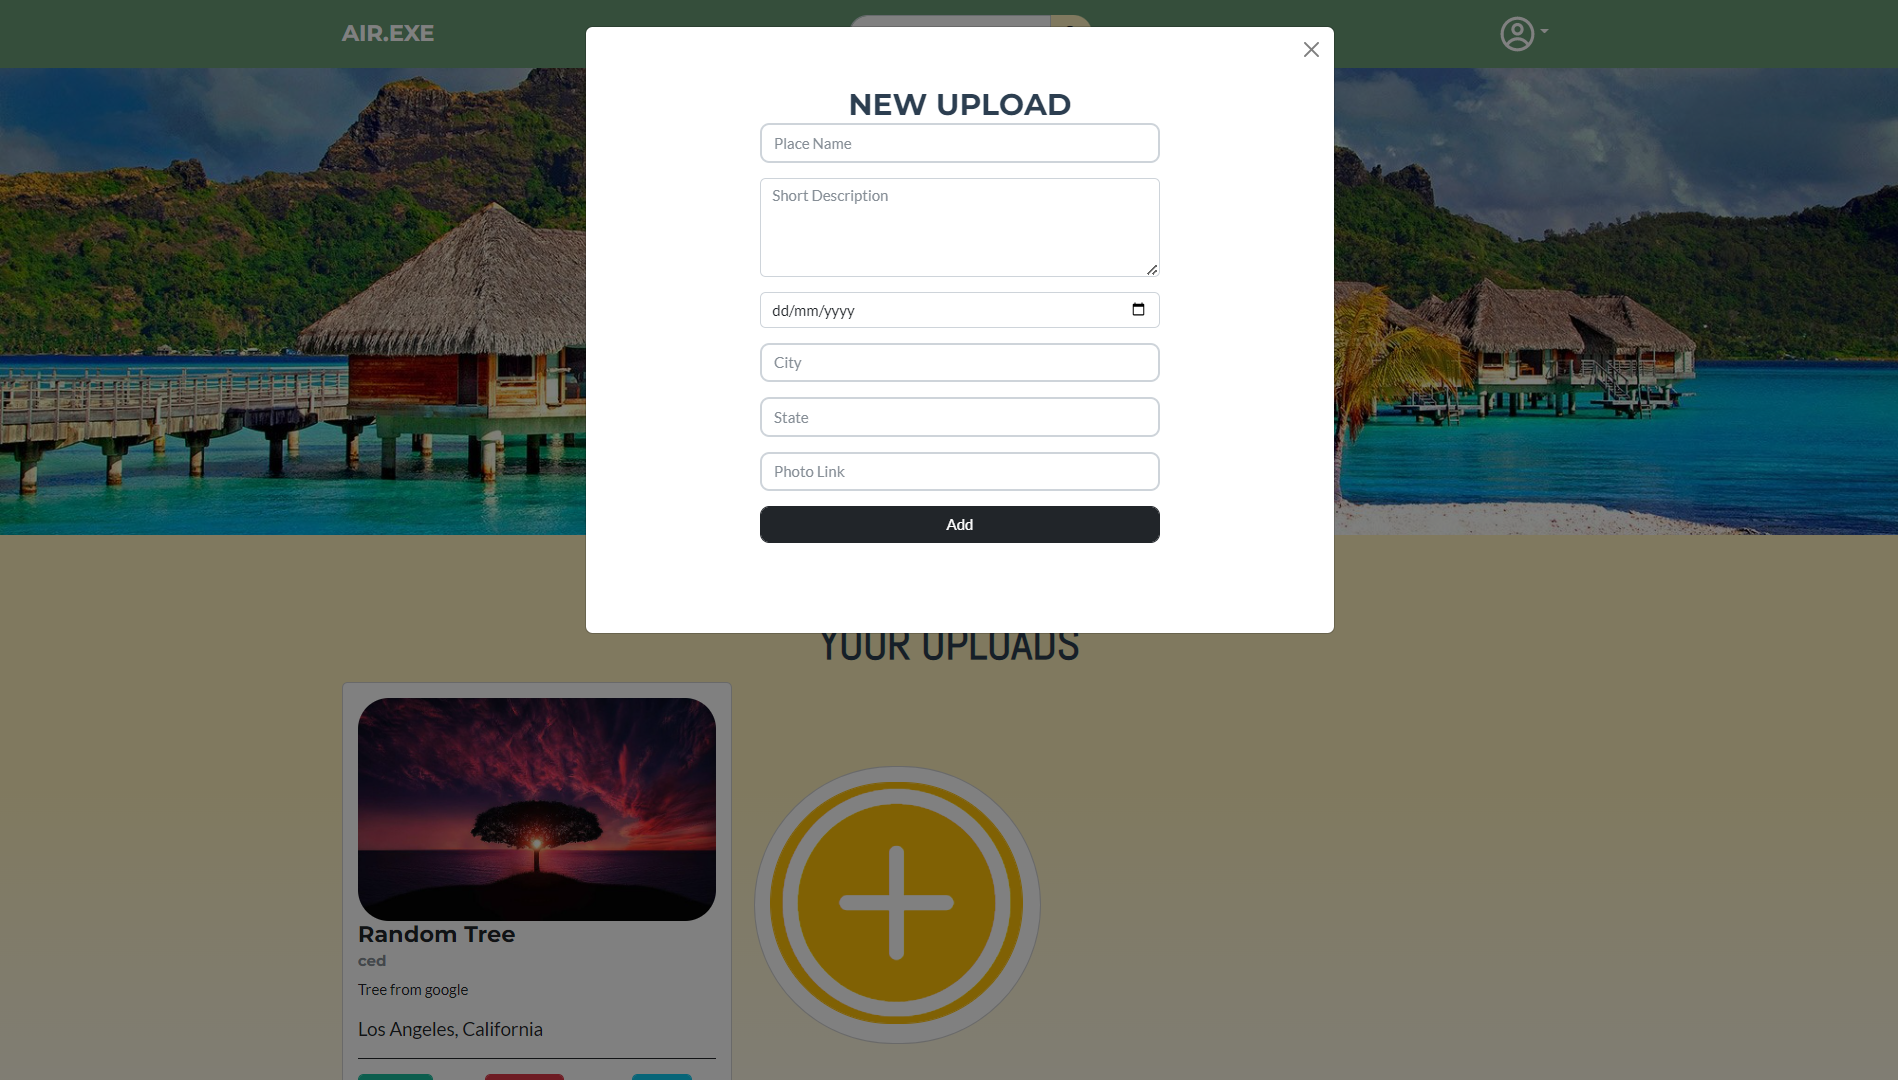 AIR.EXE
NEW UPLOAD
Place Name
Short Description
dd/mm/yyyy
City
State
Photo Link
Add
YOUR UPLOADS
Random Tree
ced
Tree from google
Los Angeles, California